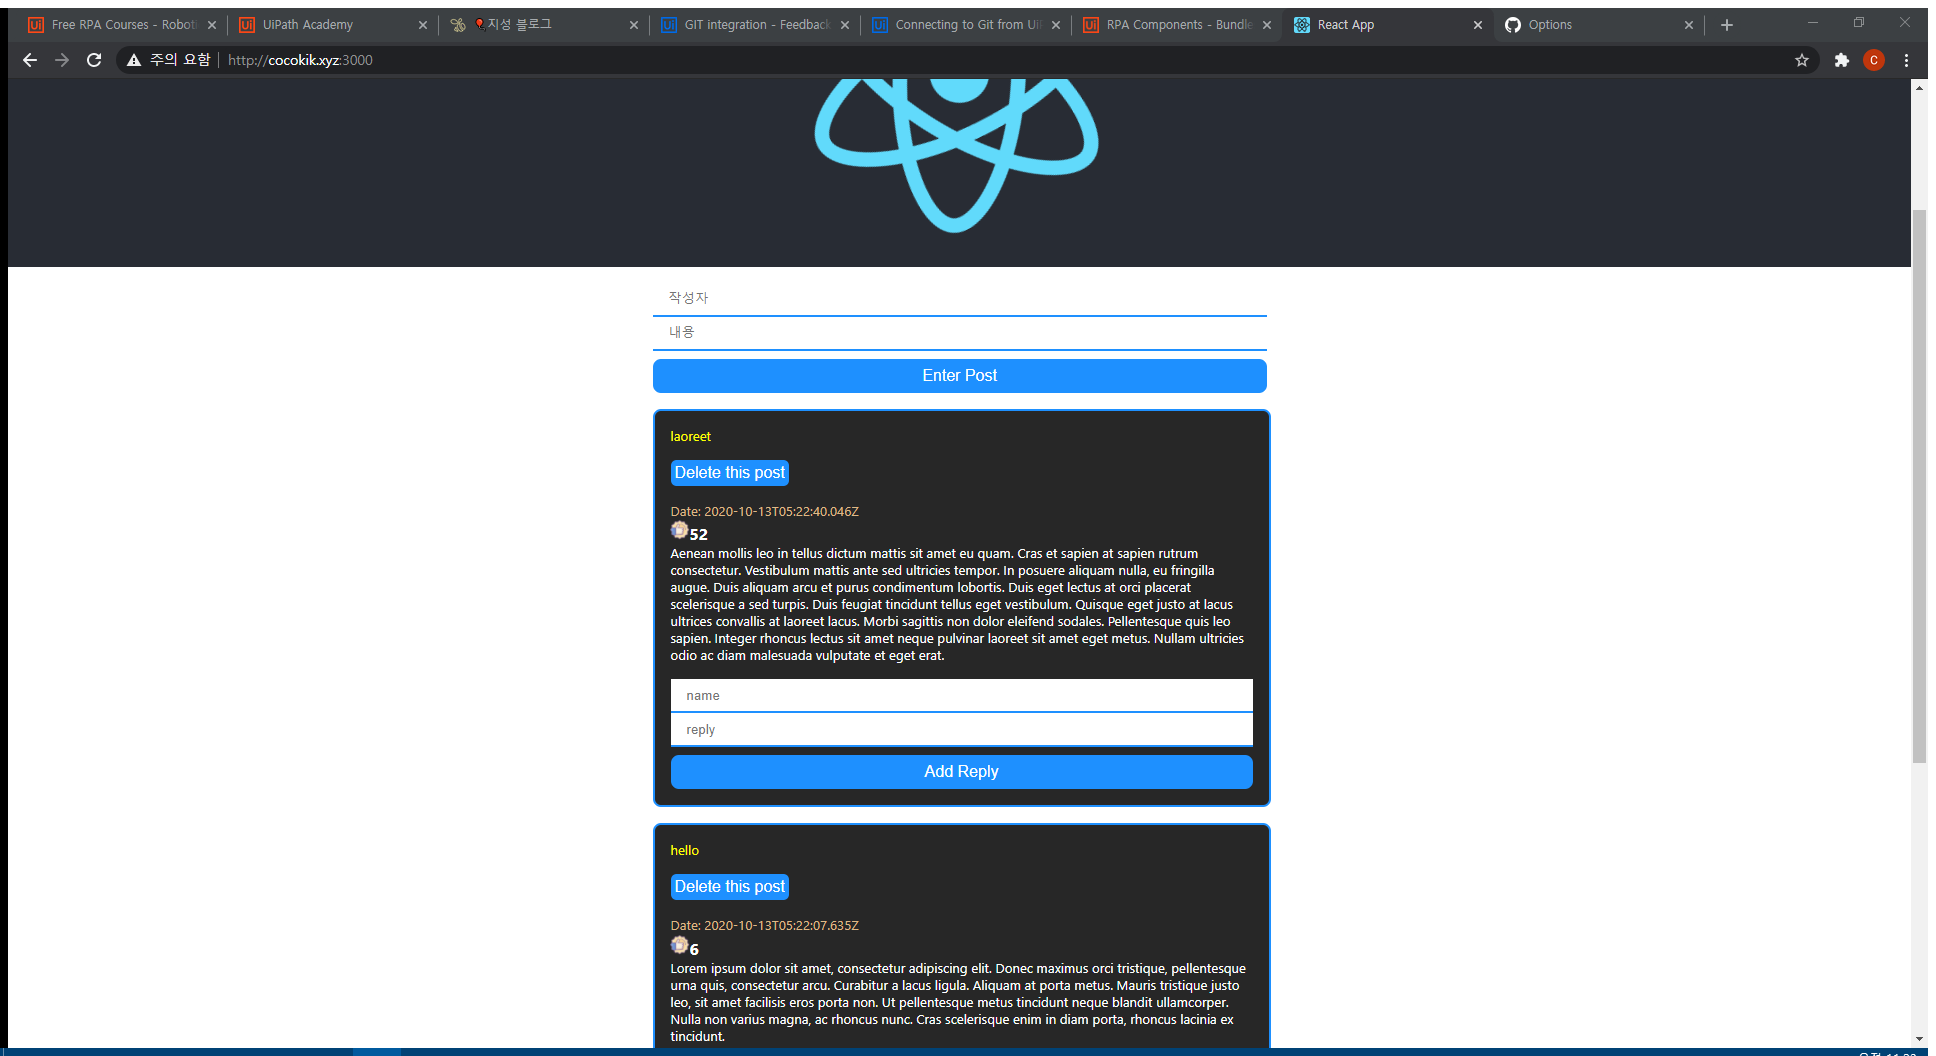 Free RPA Courses - Roboti
UiPath Academy
지성 블로그
GIT integration - Feedback
Connecting to Git from UiP
RPA Components - Bundle
React App
Options
주의 요함 http://cocokik.xyz:3000
C
작성자
내용
Enter Post
laoreet
Delete this post
Date: 2020-10-13T05:22:40.046Z
52
Aenean mollis leo in tellus dictum mattis sit amet eu quam. Cras et sapien at sapien rutrum
consectetur. Vestibulum mattis ante sed ultricies tempor. In posuere aliquam nulla, eu fringilla
augue. Duis aliquam arcu et purus condimentum lobortis. Duis eget lectus at orci placerat
scelerisque a sed turpis. Duis feugiat tincidunt tellus eget vestibulum. Quisque eget justo at lacus
ultrices convallis at laoreet lacus. Morbi sagittis non dolor eleifend sodales. Pellentesque quis leo
sapien. Integer rhoncus lectus sit amet neque pulvinar laoreet sit amet eget metus. Nullam ultricies
odio ac diam malesuada vulputate et eget erat.
name
reply
Add Reply
hello
Delete this post
Date: 2020-10-13T05:22:07.635Z
6
Lorem ipsum dolor sit amet, consectetur adipiscing elit. Donec maximus orci tristique, pellentesque
urna quis, consectetur arcu. Curabitur a lacus ligula. Aliquam at porta metus. Mauris tristique justo
leo, sit amet facilisis eros porta non. Ut pellentesque metus tincidunt neque blandit ullamcorper.
Nulla non varius magna, ac rhoncus nunc. Cras scelerisque enim in diam porta, rhoncus lacinia ex
tincidunt.